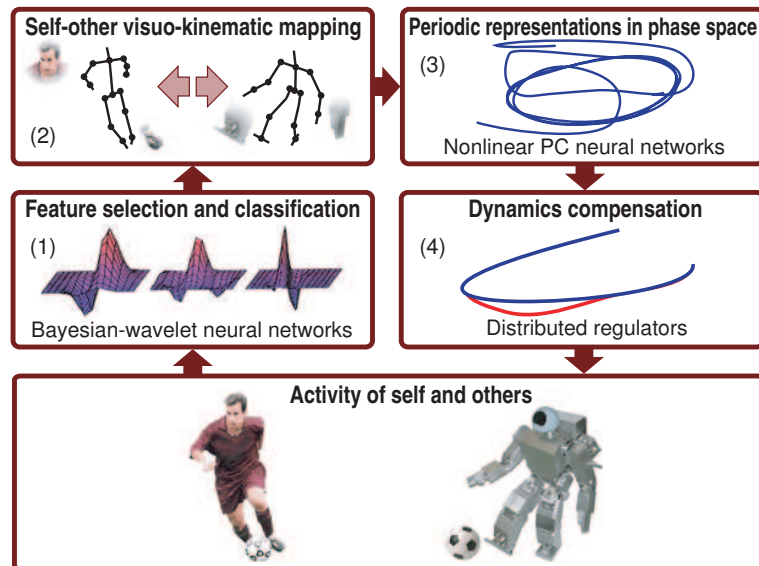 Self-other visuo-kinematic mapping
(2)
Periodic representations in phase space
(3)
Nonlinear PC neural networks
Feature selection and classification
(1)
Bayesian-wavelet neural networks
Dynamics compensation
(4)
Distributed regulators
Activity of self and others